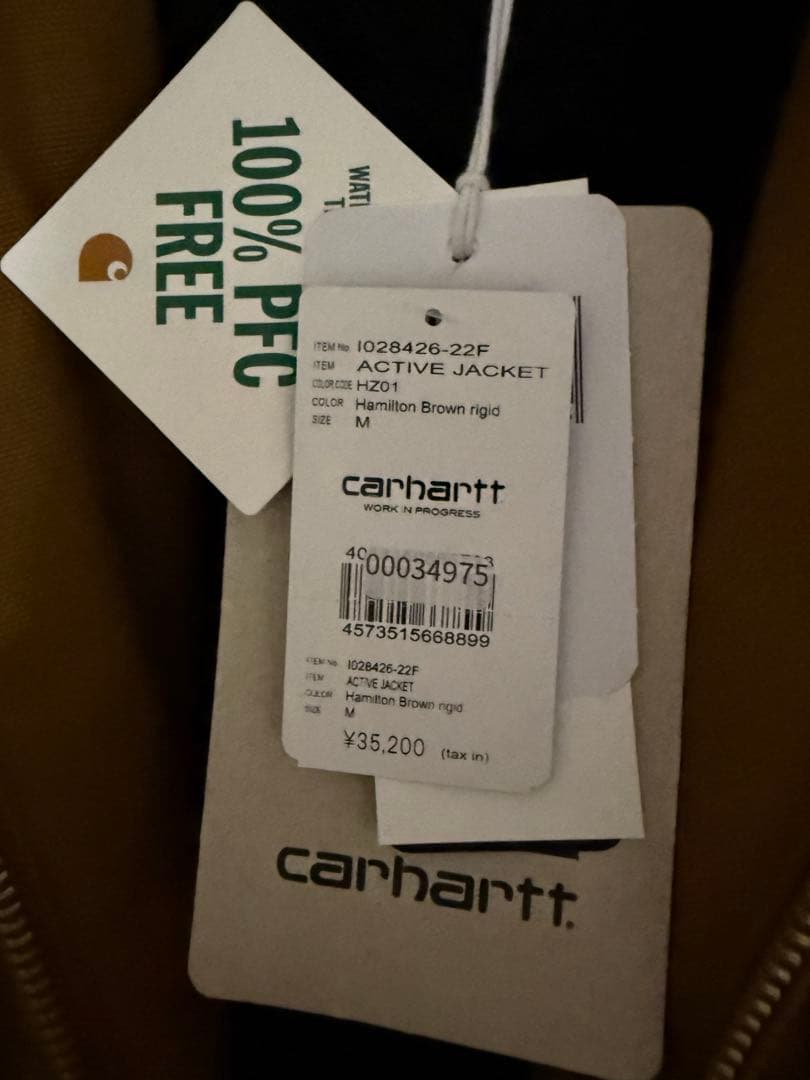 WAT
T
100% PFC
FREE
ITEM No. I028426-22F
ITEM ACTIVE JACKET
COLOR.CODE HZ01
COLOR Hamilton Brown rigid
SIZE M
carhartt
WORK IN PROGRESS
00034975
4573515668899
ITEM No. I028426-22F
ITEM ACTIVE JACKET
COLOR Hamilton Brown rigid
SIZE M
¥35,200 (tax in)
carhartt.